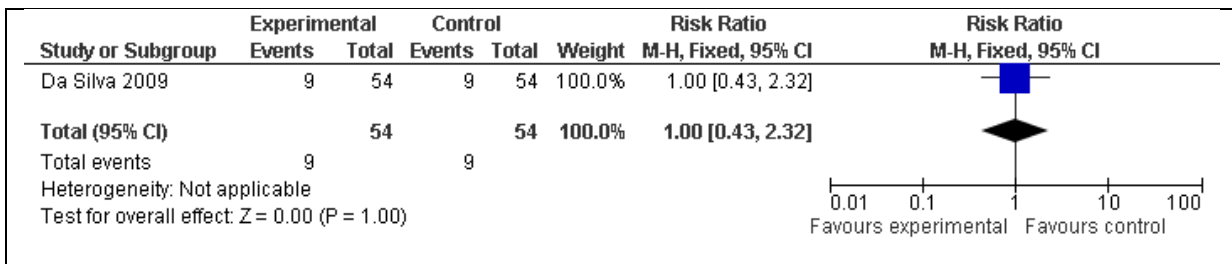 Experimental Control Risk Ratio Risk Ratio
Study or Subgroup Events Total Events Total Weight M-H, Fixed, 95% CI M-H, Fixed, 95% CI
Da Silva 2009 9 54 9 54 100.0% 1.00 [0.43, 2.32]
Total (95% CI) 54 54 100.0% 1.00 [0.43, 2.32]
Total events 9 9
Heterogeneity: Not applicable
Test for overall effect: Z = 0.00 (P = 1.00)
0.01 0.1 1 10 100
Favours experimental Favours control